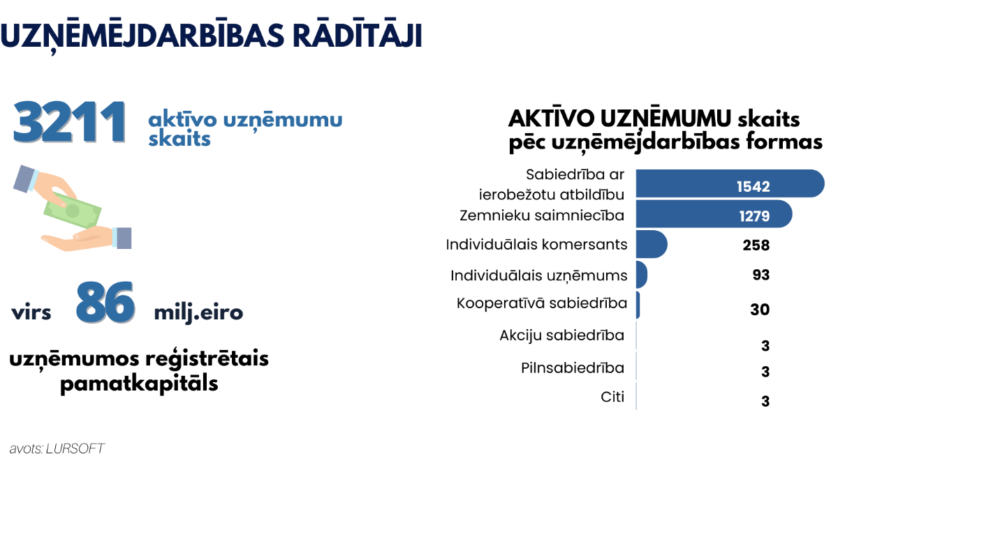 UZŅĒMĒJDARBĪBAS RĀDĪTĀJI
3211
aktīvo uzņēmumu
skaits
virs 86 milj.eiro
uzņēmumos reģistrētais
pamatkapitāls
AKTĪVO UZŅĒMUMU skaits
pēc uzņēmējdarbības formas
Sabiedrība ar
ierobežotu atbildību 1542
Zemnieku saimniecība 1279
Individuālais komersants 258
Individuālais uzņēmums 93
Kooperatīvā sabiedrība 30
Akciju sabiedrība 3
Pilnsabiedrība 3
Citi 3
avots: LURSOFT